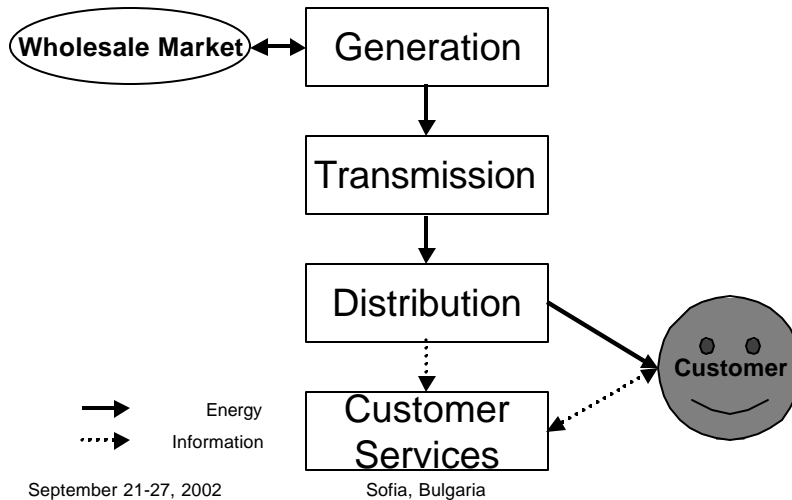 Wholesale Market
Generation
Transmission
Distribution
Customer
Customer
Services
Energy
Information
September 21-27, 2002
Sofia, Bulgaria